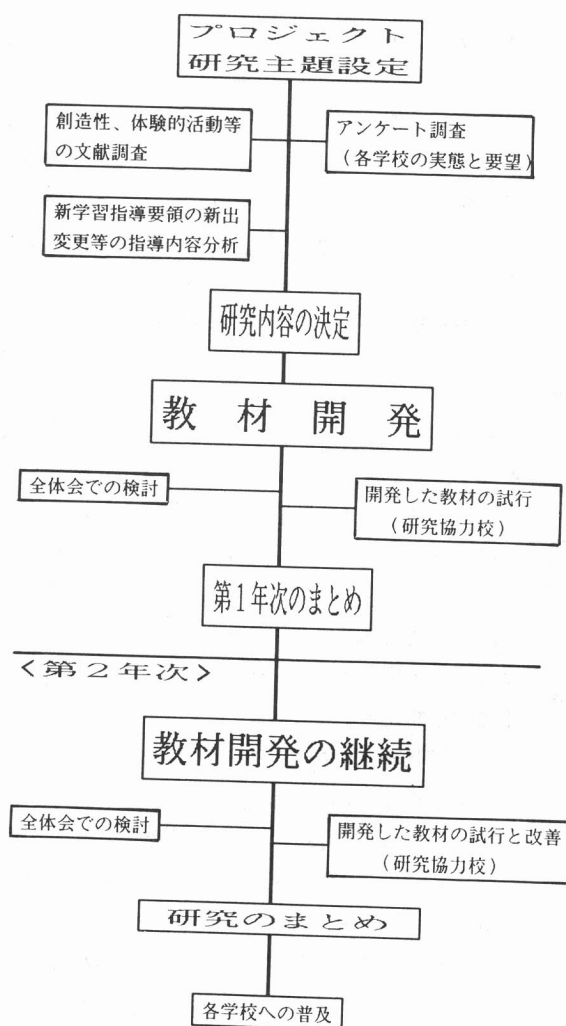 プロジェクト
研究主題設定
創造性、体験的活動等
の文献調査
アンケート調査
（各学校の実態と要望）
新学習指導要領の新出
変更等の指導内容分析
研究内容の決定
教材開発
全体会での検討
開発した教材の試行
（研究協力校）
第１年次のまとめ
＜第２年次＞
教材開発の継続
全体会での検討
開発した教材の試行と改善
（研究協力校）
研究のまとめ
各学校への普及